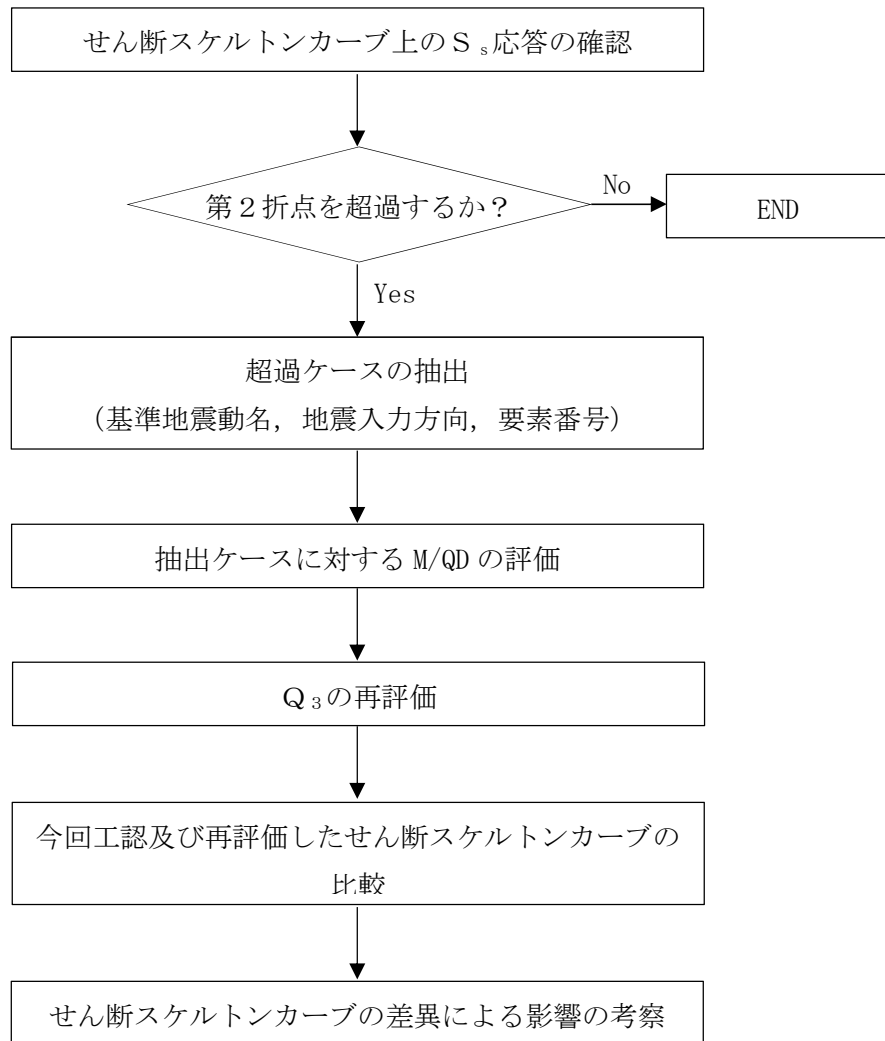 せん断スケルトンカーブ上のＳｓ応答の確認
第２折点を超過するか？
No
END
Yes
超過ケースの抽出
（基準地震動名，地震入力方向，要素番号）
抽出ケースに対する M/QD の評価
Ｑ₃の再評価
今回工認及び再評価したせん断スケルトンカーブの
比較
せん断スケルトンカーブの差異による影響の考察